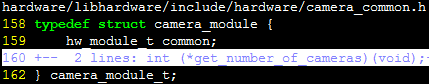 hardware/libhardware/include/hardware/camera_common.h
158 typedef struct camera_module {
159     hw_module_t common;
160 +--  2 lines: int (*get_number_of_cameras)(void);-
162 } camera_module_t;